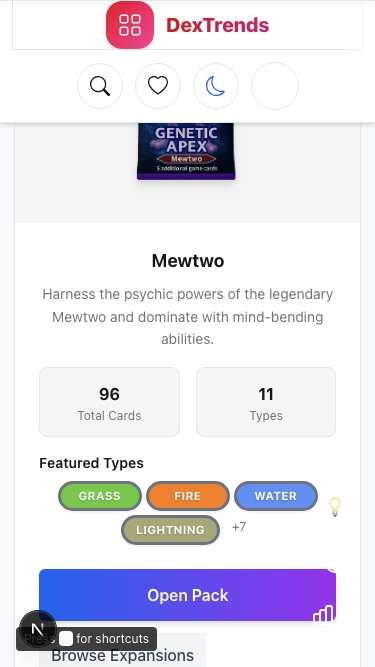 DexTrends
GENETIC
APEX
Mewtwo
5 additional game cards
Mewtwo
Harness the psychic powers of the legendary
Mewtwo and dominate with mind-bending
abilities.
96
Total Cards
11
Types
Featured Types
GRASS
FIRE
WATER
LIGHTNING
+7
Open Pack
N
for shortcuts
Browse Expansions